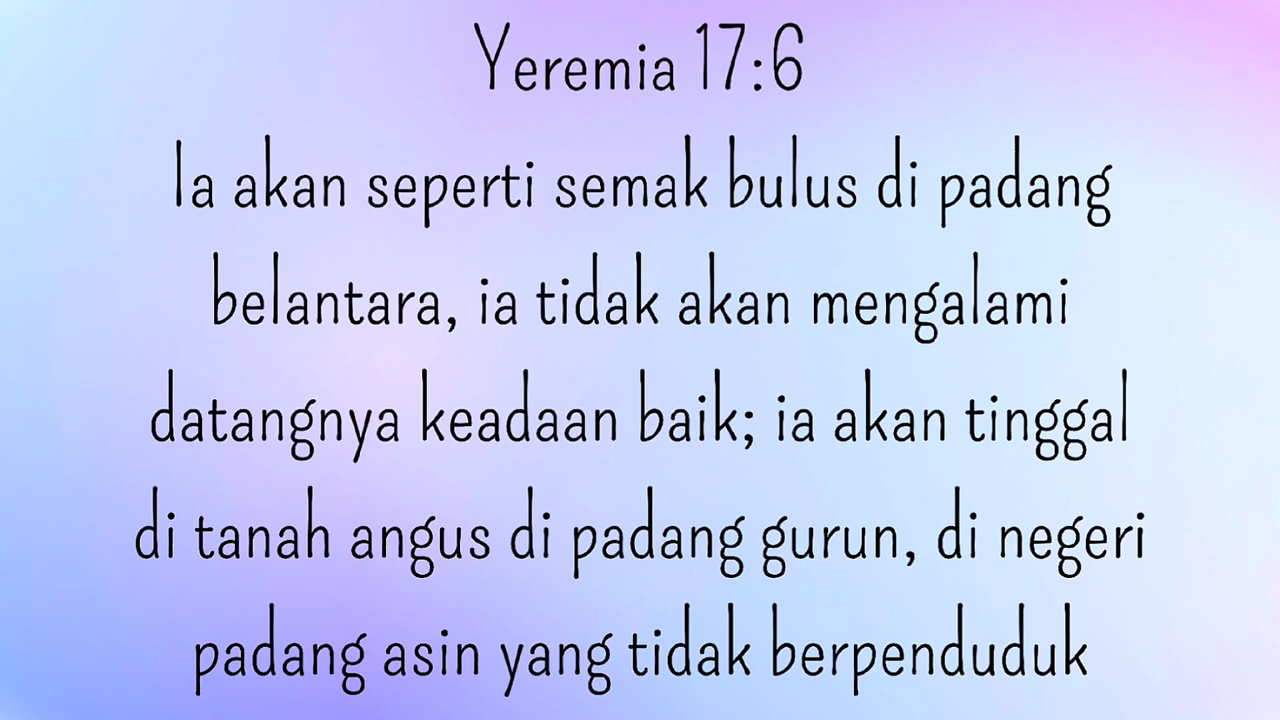 Yeremia 17:6
Ia akan seperti semak bulus di padang
belantara, ia tidak akan mengalami
datangnya keadaan baik; ia akan tinggal
di tanah angus di padang gurun, di negeri
padang asin yang tidak berpenduduk